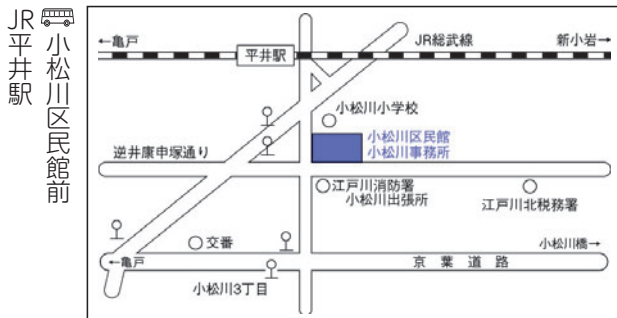 JR平井駅
小松川区民館前
←亀戸
平井駅
JR総武線
新小岩→
小松川小学校
小松川区民館
小松川事務所
逆井庚申塚通り
江戸川消防署
小松川出張所
江戸川北税務署
交番
小松川橋→
←亀戸
京葉道路
小松川3丁目